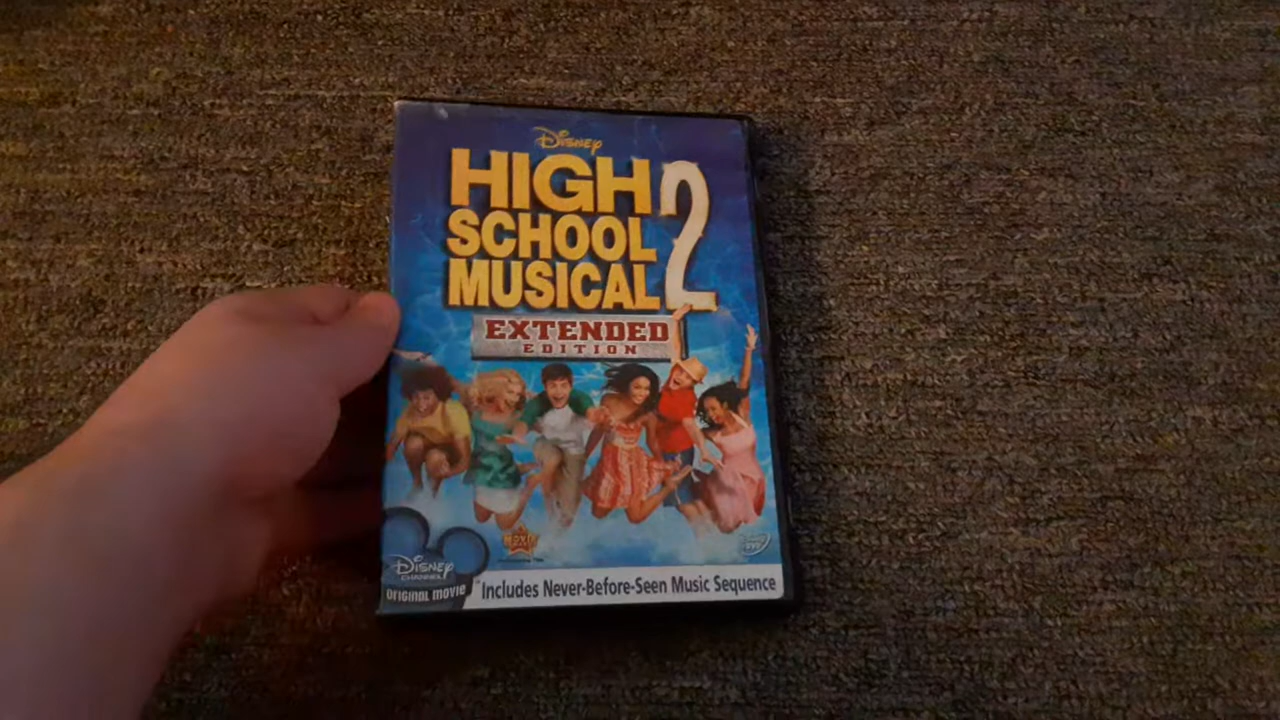 Disney
HIGH
SCHOOL
MUSICAL 2
EXTENDED
EDITION
Disney
CHANNEL
ORIGINAL MOVIE
Includes Never-Before-Seen Music Sequence